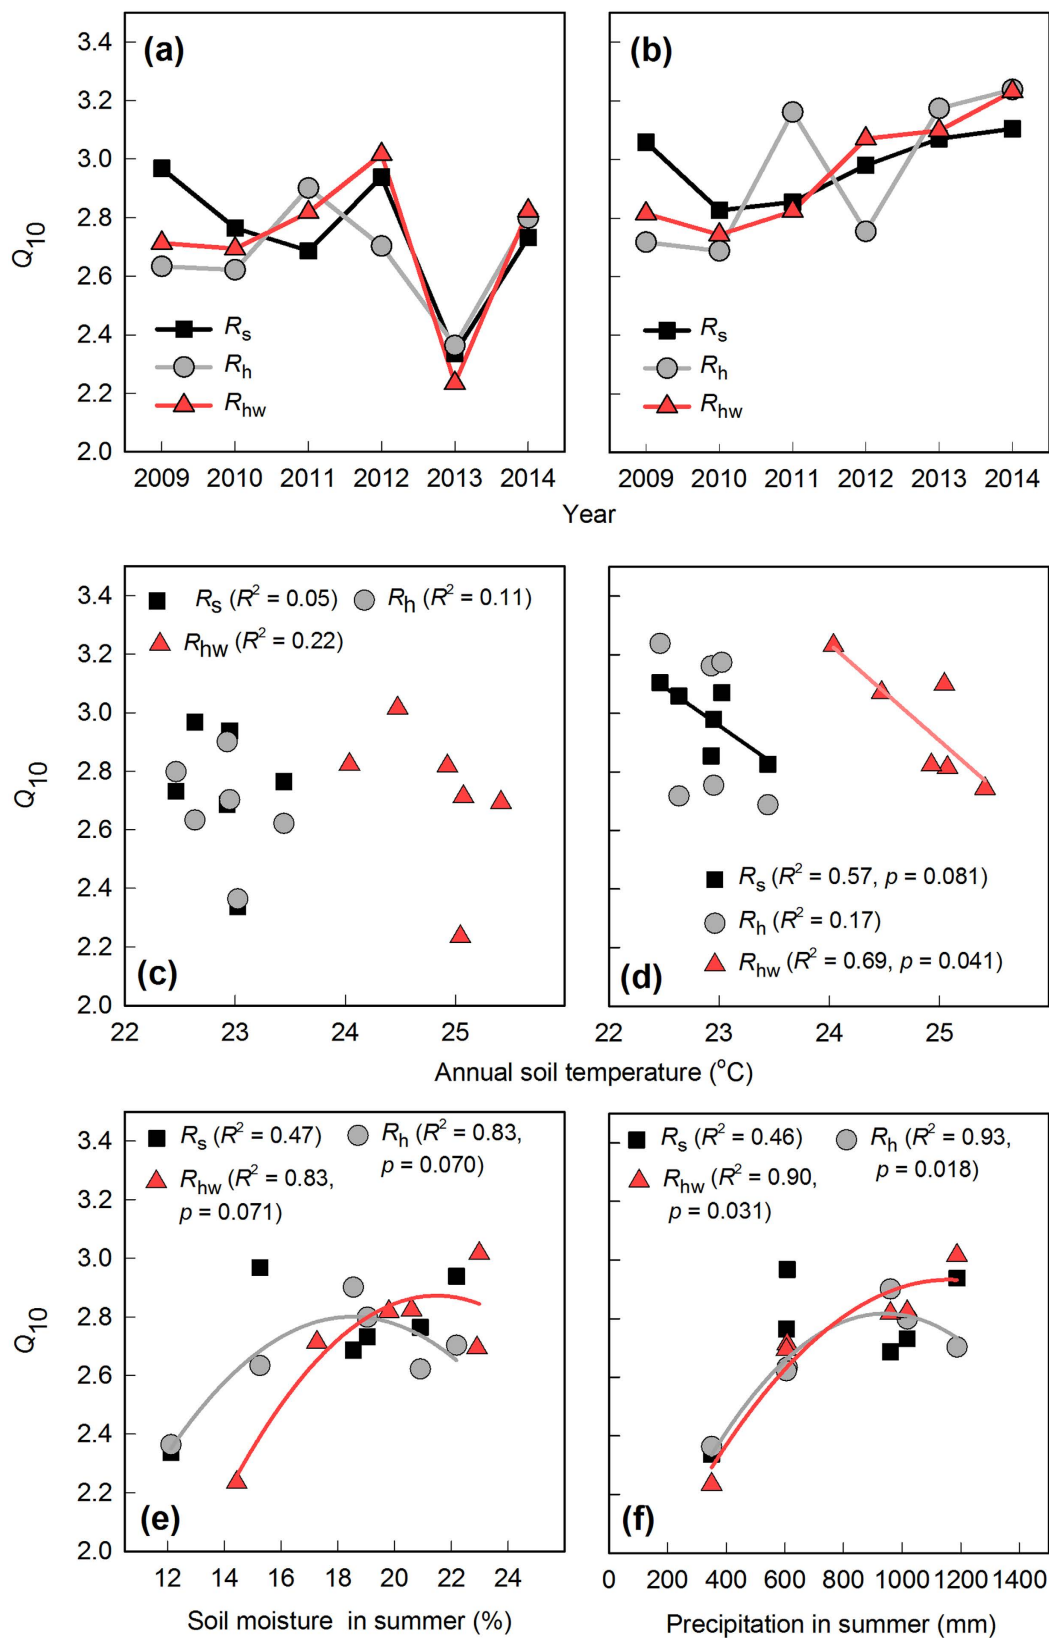 (a)
3.4
3.2
3.0
2.8
2.6
2.4
2.2
2.0
Q10
Rs
Rh
Rhw
2009 2010 2011 2012 2013 2014
(b)
Rs
Rh
Rhw
2009 2010 2011 2012 2013 2014
Year
3.4
3.2
3.0
2.8
2.6
2.4
2.2
2.0
Q10
Rs (R² = 0.05) Rh (R² = 0.11)
Rhw (R² = 0.22)
(c)
22 23 24 25
Rs (R² = 0.57, p = 0.081)
Rh (R² = 0.17)
Rhw (R² = 0.69, p = 0.041)
(d)
22 23 24 25
Annual soil temperature (°C)
3.4
3.2
3.0
2.8
2.6
2.4
2.2
2.0
Q10
Rs (R² = 0.47)
Rh (R² = 0.83,
p = 0.070)
Rhw (R² = 0.83,
p = 0.071)
(e)
12 14 16 18 20 22 24
Soil moisture in summer (%)
Rs (R² = 0.46)
Rh (R² = 0.93,
p = 0.018)
Rhw (R² = 0.90,
p = 0.031)
(f)
0 200 400 600 800 1000 1200 1400
Precipitation in summer (mm)